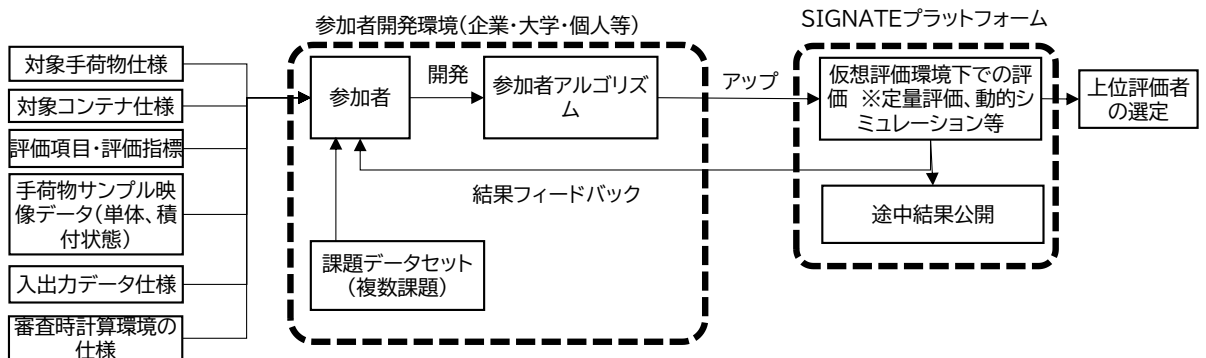 SIGNATEプラットフォーム
参加者開発環境（企業・大学・個人等）
対象手荷物仕様
対象コンテナ仕様
評価項目・評価指標
手荷物サンプル映
像データ（単体、積
付状態）
入出力データ仕様
審査時計算環境の
仕様
参加者
開発
参加者アルゴリズ
ム
アップ
仮想評価環境下での評
価 ※定量評価、動的シ
ミュレーション等
上位評価者
の選定
結果フィードバック
途中結果公開
課題データセット
（複数課題）